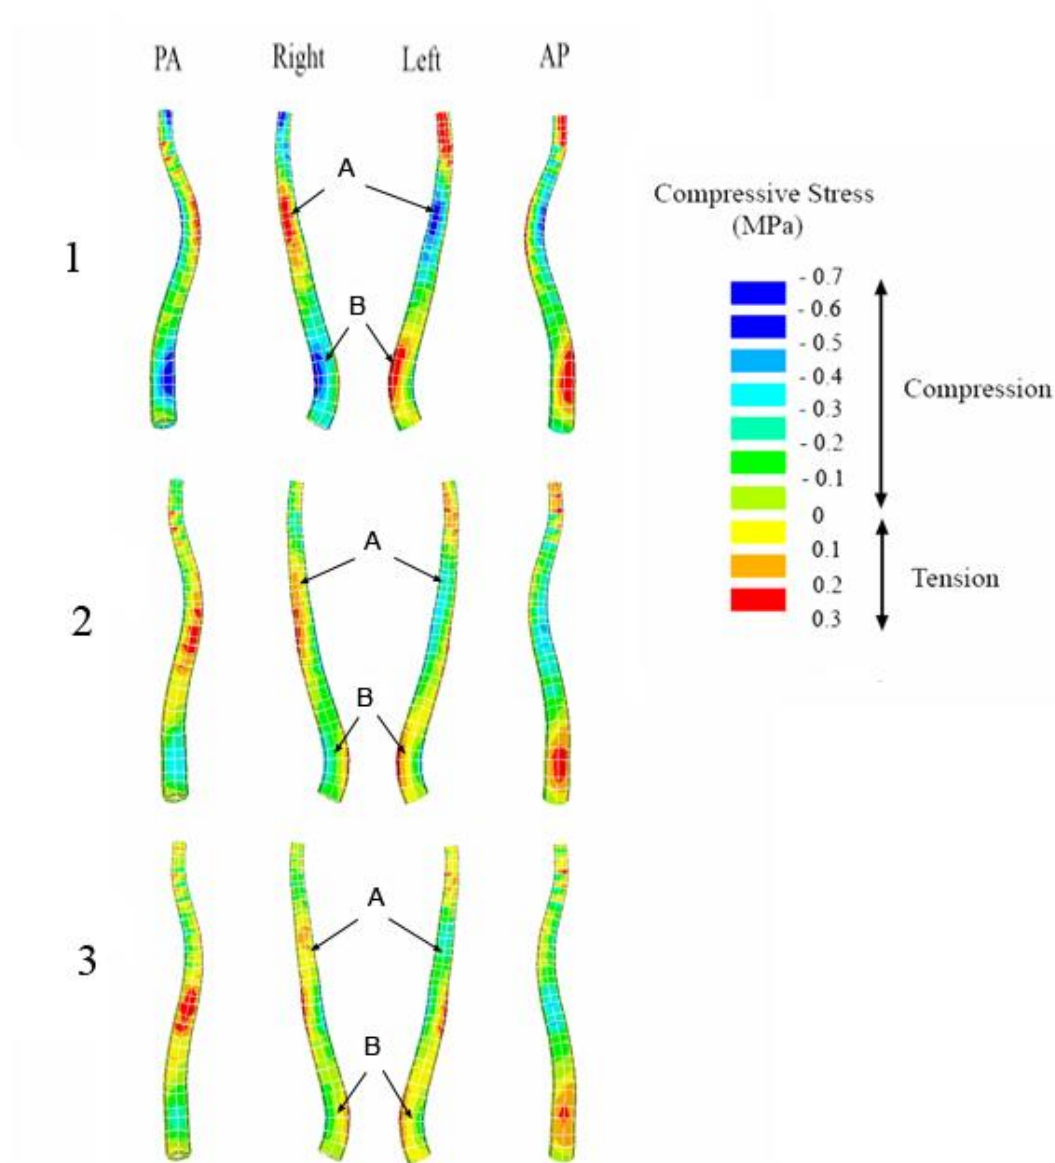 PA Right Left AP
Compressive Stress
(MPa)
1
A
B
- 0.7
- 0.6
- 0.5
- 0.4
- 0.3
- 0.2
- 0.1
0
0.1
0.2
0.3
Compression
Tension
2
A
B
3
A
B